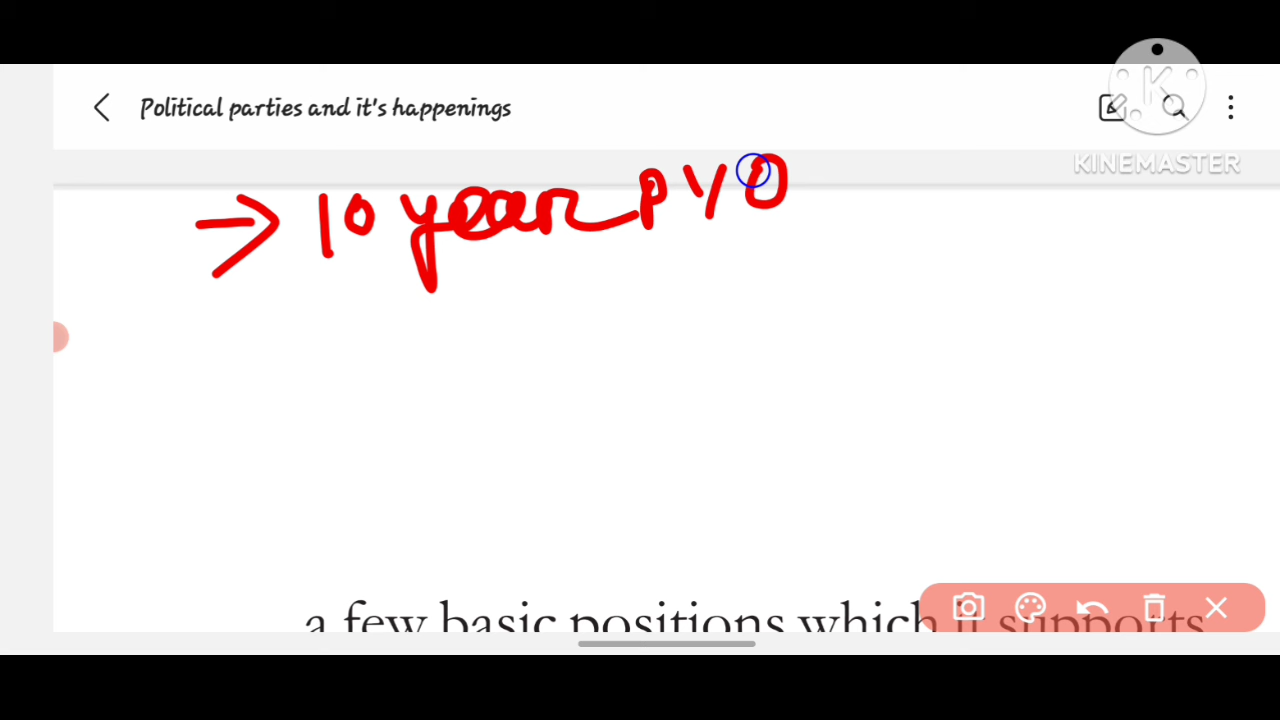 Political parties and it's happenings
KINEMASTER
→ 10 year PYQ
a few basic positions which it supports